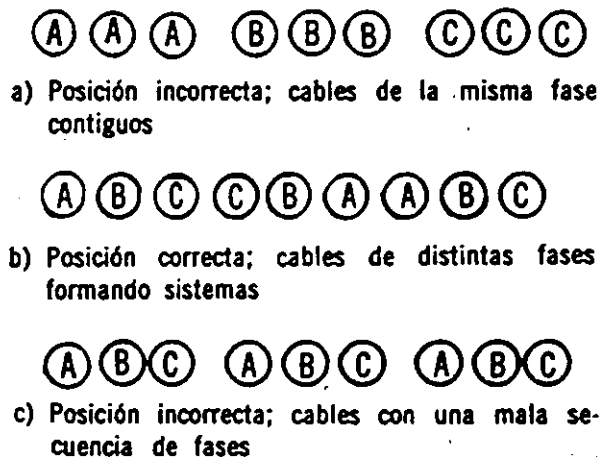 A A A B B B C C C
a) Posición incorrecta; cables de la misma fase
contiguos
A B C C B A A B C
b) Posición correcta; cables de distintas fases
formando sistemas
A B C A B C A B C
c) Posición incorrecta; cables con una mala se-
cuencia de fases